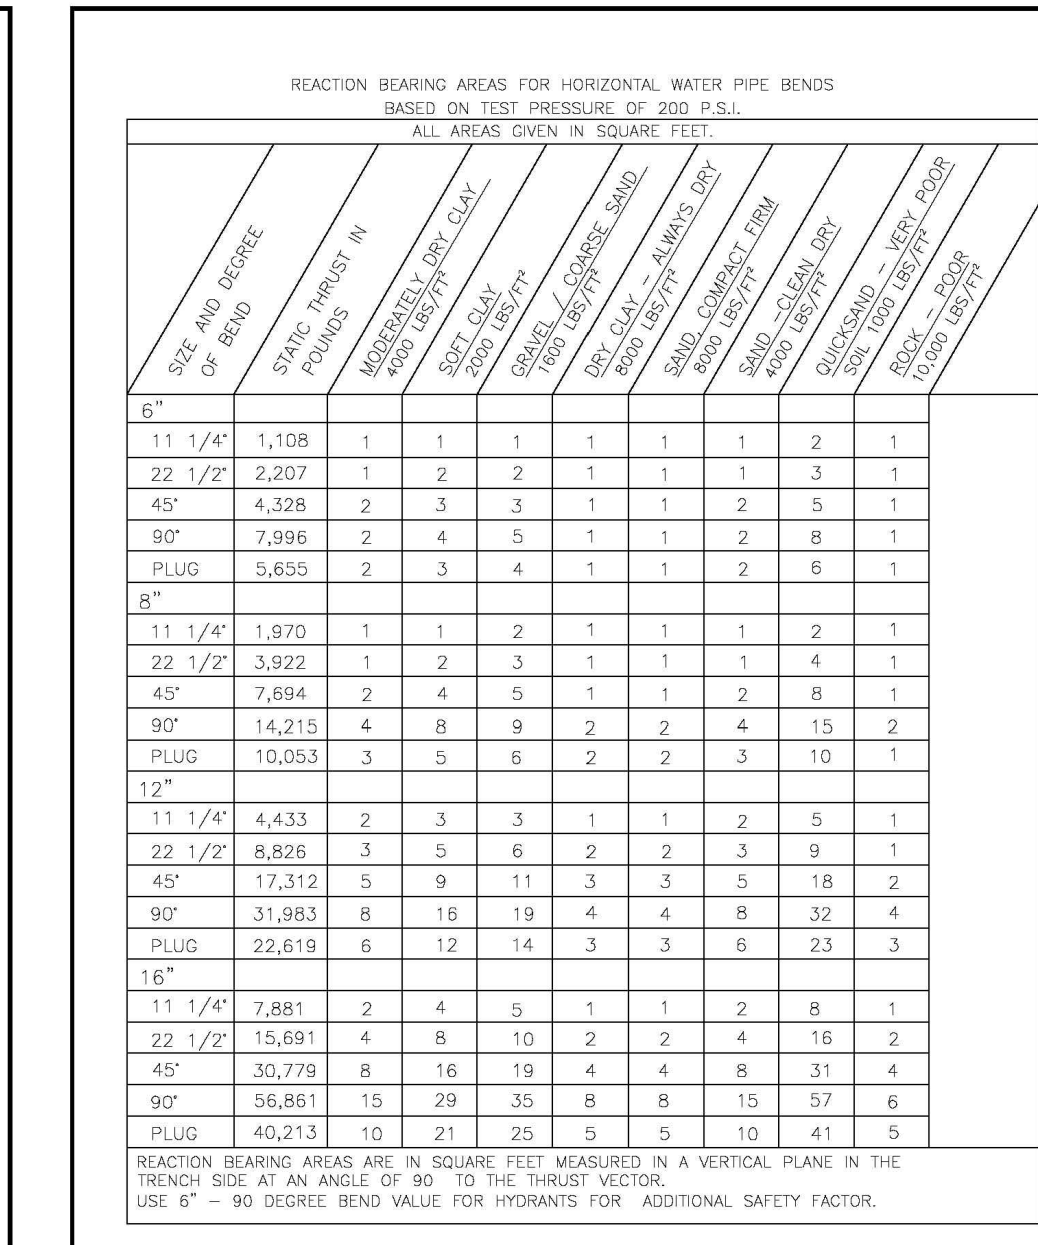 REACTION BEARING AREAS FOR HORIZONTAL WATER PIPE BENDS
BASED ON TEST PRESSURE OF 200 P.S.I.
ALL AREAS GIVEN IN SQUARE FEET.
SIZE AND DEGREE
OF BEND
STATIC THRUST IN
POUNDS
MODERATELY DRY CLAY
4000 LBS/FT²
SOFT CLAY
2000 LBS/FT²
GRAVEL / COARSE SAND
1600 LBS/FT²
DRY CLAY – ALWAYS DRY
8000 LBS/FT²
SAND, COMPACT FIRM
8000 LBS/FT²
SAND –CLEAN DRY
4000 LBS/FT²
QUICKSAND – VERY POOR
SOIL 1000 LBS/FT²
ROCK – POOR
10,000 LBS/FT²
6"
11 1/4° 1,108 1 1 1 1 1 1 2 1
22 1/2° 2,207 1 2 2 1 1 1 3 1
45° 4,328 2 3 3 1 1 2 5 1
90° 7,996 2 4 5 1 1 2 8 1
PLUG 5,655 2 3 4 1 1 2 6 1
8"
11 1/4° 1,970 1 1 2 1 1 1 2 1
22 1/2° 3,922 1 2 3 1 1 1 4 1
45° 7,694 2 4 5 1 1 2 8 1
90° 14,215 4 8 9 2 2 4 15 2
PLUG 10,053 3 5 6 2 2 3 10 1
12"
11 1/4° 4,433 2 3 3 1 1 2 5 1
22 1/2° 8,826 3 5 6 2 2 3 9 1
45° 17,312 5 9 11 3 3 5 18 2
90° 31,983 8 16 19 4 4 8 32 4
PLUG 22,619 6 12 14 3 3 6 23 3
16"
11 1/4° 7,881 2 4 5 1 1 2 8 1
22 1/2° 15,691 4 8 10 2 2 4 16 2
45° 30,779 8 16 19 4 4 8 31 4
90° 56,861 15 29 35 8 8 15 57 6
PLUG 40,213 10 21 25 5 5 10 41 5
REACTION BEARING AREAS ARE IN SQUARE FEET MEASURED IN A VERTICAL PLANE IN THE
TRENCH SIDE AT AN ANGLE OF 90 TO THE THRUST VECTOR.
USE 6" – 90 DEGREE BEND VALUE FOR HYDRANTS FOR ADDITIONAL SAFETY FACTOR.